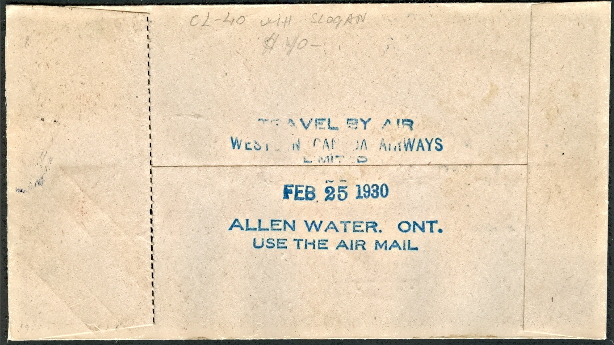 CL-40 WITH SLOGAN
$40-
TRAVEL BY AIR
WESTERN CANADA AIRWAYS
LIMITED
FEB. 25 1930
ALLEN WATER. ONT.
USE THE AIR MAIL